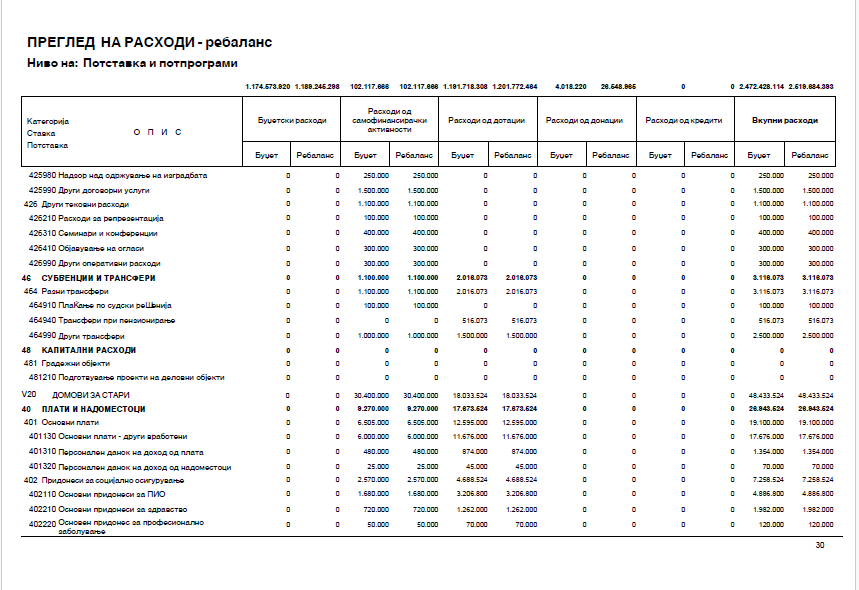 ПРЕГЛЕД НА РАСХОДИ - ребаланс
Ниво на: Потставка и потпрограми
1.174.573.920 1.189.245.298 102.117.666 102.117.666 1.191.718.308 1.201.772.464 4.018.220 26.548.965 0 0 2.472.428.114 2.519.684.393
Категорија
Ставка
Потставка
О П И С
Буџетски расходи
Расходи од
самофинансирачки
активности
Расходи од дотации
Расходи од донации
Расходи од кредити
Вкупни расходи
Буџет Ребаланс Буџет Ребаланс Буџет Ребаланс Буџет Ребаланс Буџет Ребаланс Буџет Ребаланс
425980 Надзор над одржување на изградбата 0 0 250.000 250.000 0 0 0 0 0 0 250.000 250.000
425990 Други договорни услуги 0 0 1.500.000 1.500.000 0 0 0 0 0 0 1.500.000 1.500.000
426 Други тековни расходи 0 0 1.100.000 1.100.000 0 0 0 0 0 0 1.100.000 1.100.000
426210 Расходи за репрезентација 0 0 100.000 100.000 0 0 0 0 0 0 100.000 100.000
426310 Семинари и конференции 0 0 400.000 400.000 0 0 0 0 0 0 400.000 400.000
426410 Објавување на огласи 0 0 300.000 300.000 0 0 0 0 0 0 300.000 300.000
426990 Други оперативни расходи 0 0 300.000 300.000 0 0 0 0 0 0 300.000 300.000
46 СУБВЕНЦИИ И ТРАНСФЕРИ 0 0 1.100.000 1.100.000 2.016.073 2.016.073 0 0 0 0 3.116.073 3.116.073
464 Разни трансфери 0 0 1.100.000 1.100.000 2.016.073 2.016.073 0 0 0 0 3.116.073 3.116.073
464910 ПлаЌање по судски реШенија 0 0 100.000 100.000 0 0 0 0 0 0 100.000 100.000
464940 Трансфери при пензионирање 0 0 0 0 516.073 516.073 0 0 0 0 516.073 516.073
464990 Други трансфери 0 0 1.000.000 1.000.000 1.500.000 1.500.000 0 0 0 0 2.500.000 2.500.000
48 КАПИТАЛНИ РАСХОДИ 0 0 0 0 0 0 0 0 0 0 0 0
481 Градежни објекти 0 0 0 0 0 0 0 0 0 0 0 0
481210 Подготвување проекти на деловни објекти 0 0 0 0 0 0 0 0 0 0 0 0
V20 ДОМОВИ ЗА СТАРИ 0 0 30.400.000 30.400.000 18.033.524 18.033.524 0 0 0 0 48.433.524 48.433.524
40 ПЛАТИ И НАДОМЕСТОЦИ 0 0 9.270.000 9.270.000 17.673.524 17.673.524 0 0 0 0 26.943.524 26.943.524
401 Основни плати 0 0 6.505.000 6.505.000 12.595.000 12.595.000 0 0 0 0 19.100.000 19.100.000
401130 Основни плати - други вработени 0 0 6.000.000 6.000.000 11.676.000 11.676.000 0 0 0 0 17.676.000 17.676.000
401310 Персонален данок на доход од плата 0 0 480.000 480.000 874.000 874.000 0 0 0 0 1.354.000 1.354.000
401320 Персонален данок на доход од надоместоци 0 0 25.000 25.000 45.000 45.000 0 0 0 0 70.000 70.000
402 Придонеси за социјално осигурување 0 0 2.570.000 2.570.000 4.688.524 4.688.524 0 0 0 0 7.258.524 7.258.524
402110 Основни придонеси за ПИО 0 0 1.680.000 1.680.000 3.206.800 3.206.800 0 0 0 0 4.886.800 4.886.800
402210 Основни придонеси за здравство 0 0 720.000 720.000 1.262.000 1.262.000 0 0 0 0 1.982.000 1.982.000
402220 Основен придонес за професионално 0 0 50.000 50.000 70.000 70.000 0 0 0 0 120.000 120.000
заболување
30